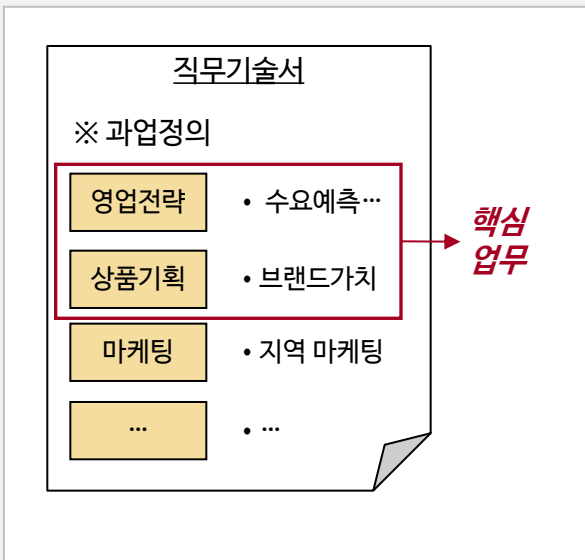 직무기술서
※ 과업정의
영업전략 • 수요예측…
상품기획 • 브랜드가치
마케팅 • 지역 마케팅
… • …
핵심
업무